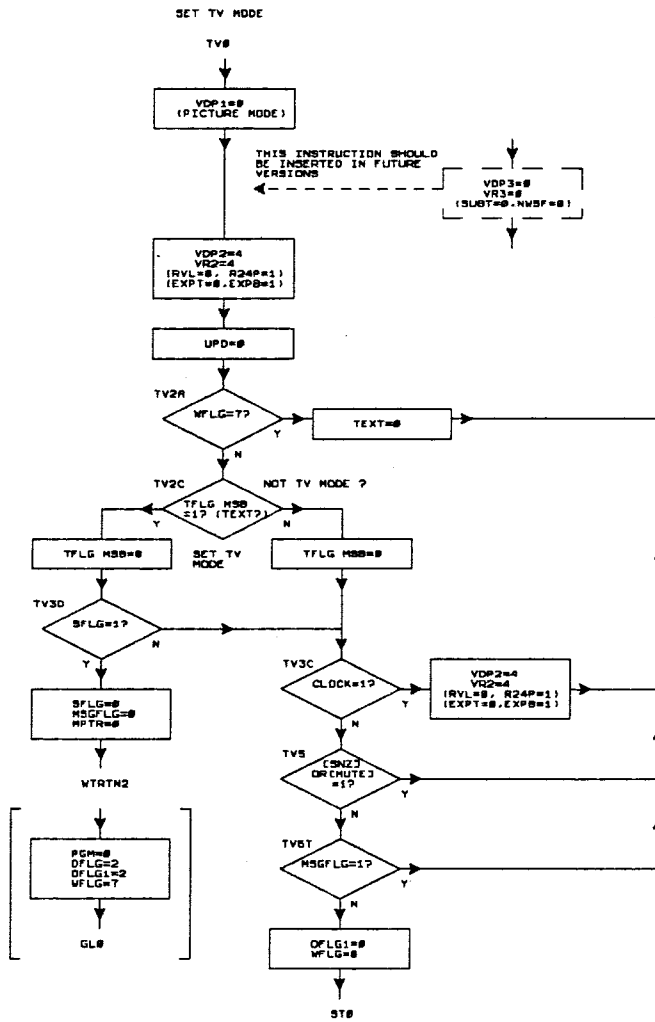 SET TV MODE
TV0
VDP1=0
(PICTURE MODE)
THIS INSTRUCTION SHOULD
BE INSERTED IN FUTURE
VERSIONS
VDP3=0
VR3=0
(SUBT=0,NWSF=0)
VDP2=4
VR2=4
(RVL=0, R24P=1)
(EXPT=0,EXPB=1)
UPD=0
TV2A
WFLG=7?
Y
TEXT=0
N
TV2C
NOT TV MODE ?
TFLG MSB
=1? (TEXT?)
Y
N
TFLG MSB=0
SET TV
MODE
TFLG MSB=0
TV3D
SFLG=1?
N
Y
TV3C
CLOCK=1?
Y
VDP2=4
VR2=4
(RVL=0, R24P=1)
(EXPT=0,EXPB=1)
N
SFLG=0
MSGFLG=0
MPTR=0
TV5
[SNZ]
OR[MUTE]
=1?
Y
N
WTRTN2
TV5T
MSGFLG=1?
Y
N
PGM=0
DFLG=2
DFLG1=2
WFLG=7
GL0
DFLG1=0
WFLG=0
ST0